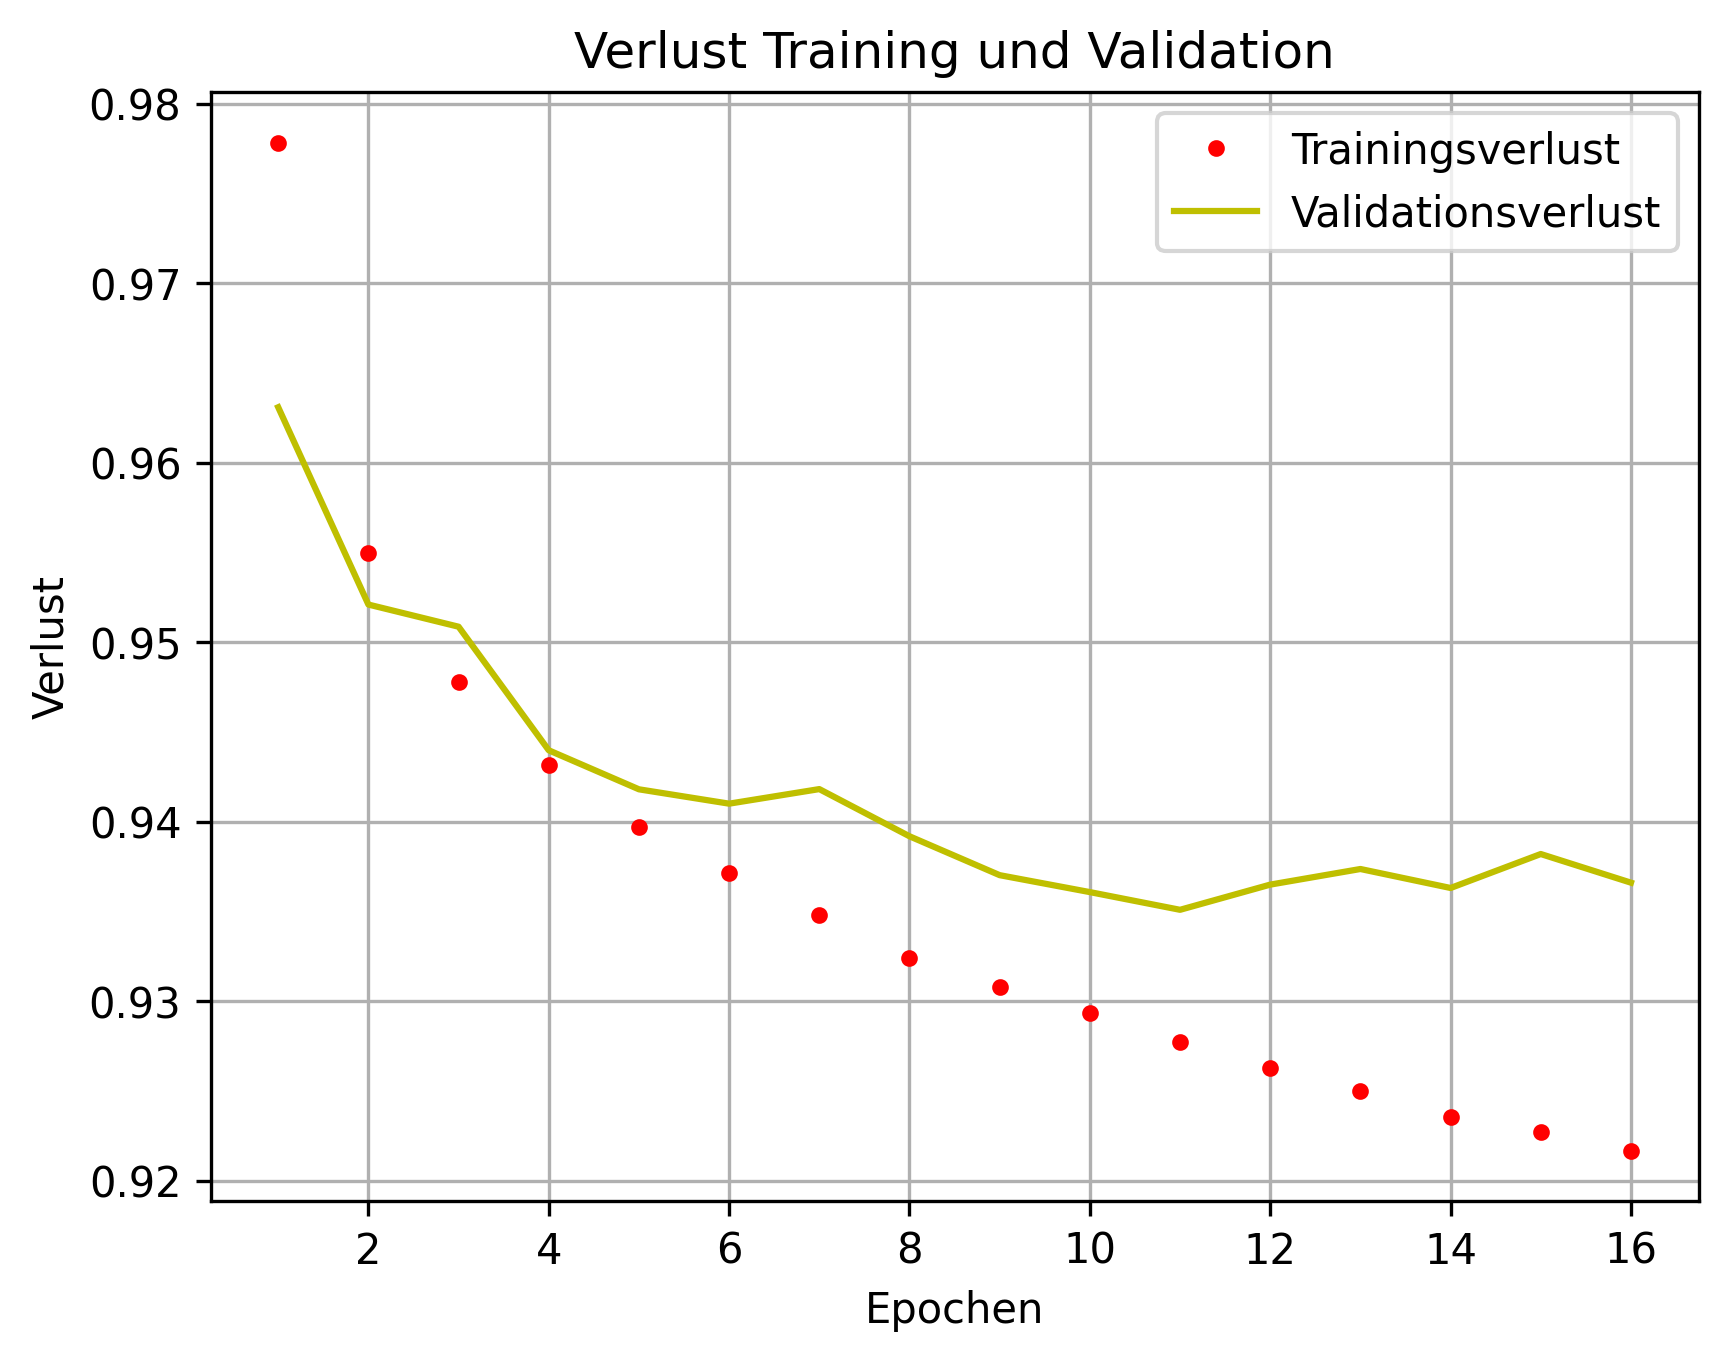 Verlust Training und Validation
0.98
0.97
0.96
0.95
0.94
0.93
0.92
Verlust
Trainingsverlust
Validationsverlust
2 4 6 8 10 12 14 16
Epochen